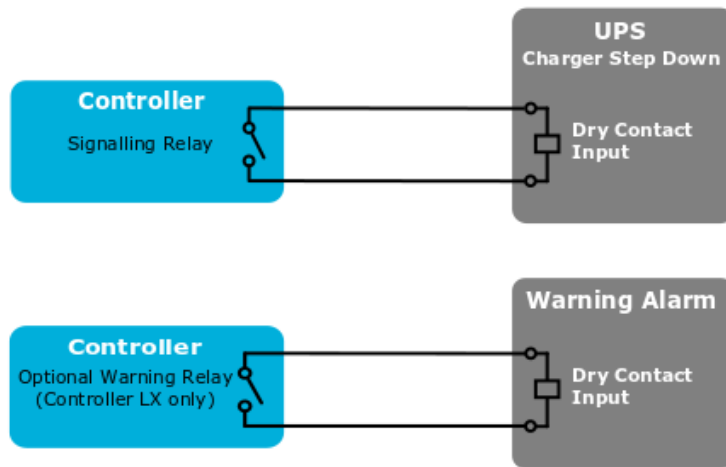 UPS
Charger Step Down
Controller
Signalling Relay
Dry Contact
Input
Warning Alarm
Controller
Optional Warning Relay
(Controller LX only)
Dry Contact
Input